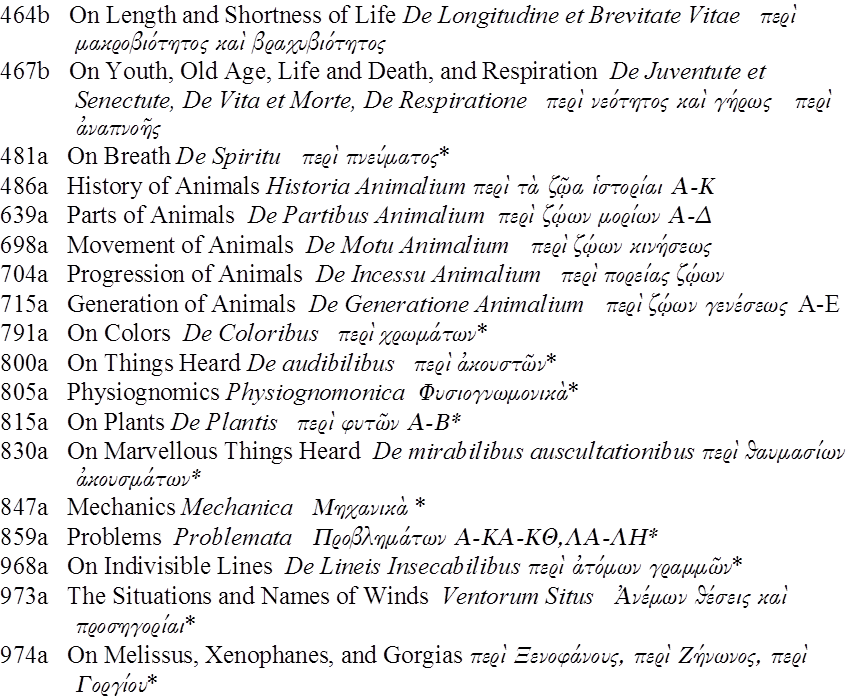 464b On Length and Shortness of Life De Longitudine et Brevitate Vitae περὶ
μακροβιότητος καὶ βραχυβιότητος
467b On Youth, Old Age, Life and Death, and Respiration De Juventute et
Senectute, De Vita et Morte, De Respiratione περὶ νεότητος καὶ γήρως περὶ
ἀναπνοῆς
481a On Breath De Spiritu περὶ πνεύματος*
486a History of Animals Historia Animalium περὶ τὰ ζῷα ἱστορίαι Α-Κ
639a Parts of Animals De Partibus Animalium περὶ ζῴων μορίων Α-Δ
698a Movement of Animals De Motu Animalium περὶ ζῴων κινήσεως
704a Progression of Animals De Incessu Animalium περὶ πορείας ζῴων
715a Generation of Animals De Generatione Animalium περὶ ζῴων γενέσεως Α-Ε
791a On Colors De Coloribus περὶ χρωμάτων*
800a On Things Heard De audibilibus περὶ ἀκουστῶν*
805a Physiognomics Physiognomonica Φυσιογνωμονικὰ*
815a On Plants De Plantis περὶ φυτῶν Α-Β*
830a On Marvellous Things Heard De mirabilibus auscultationibus περὶ θαυμασίων
ἀκουσμάτων*
847a Mechanics Mechanica Μηχανικὰ *
859a Problems Problemata Προβλημάτων Α-ΚΑ-ΚΘ,ΛΑ-ΛΗ*
968a On Indivisible Lines De Lineis Insecabilibus περὶ ἀτόμων γραμμῶν*
973a The Situations and Names of Winds Ventorum Situs Ἀνέμων θέσεις καὶ
προσηγορίαι*
974a On Melissus, Xenophanes, and Gorgias περὶ Ξενοφάνους, περὶ Ζήνωνος, περὶ
Γοργίου*